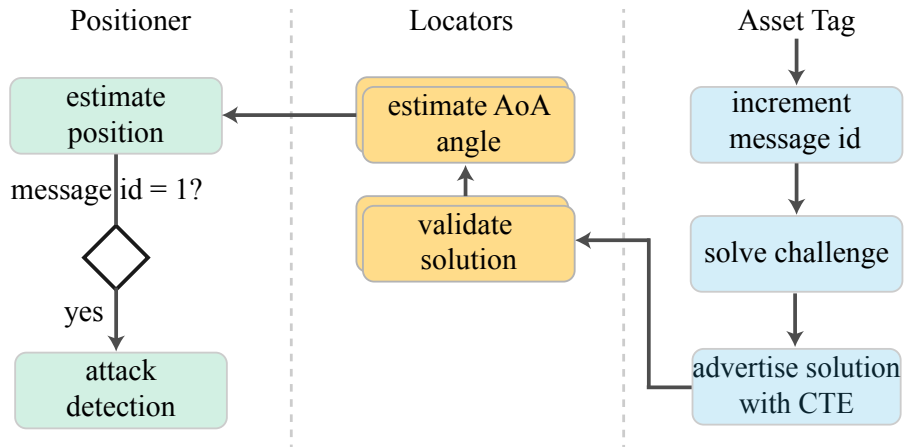 Positioner
Locators
Asset Tag
estimate
position
message id = 1?
yes
attack
detection
estimate AoA
angle
validate
solution
increment
message id
solve challenge
advertise solution
with CTE